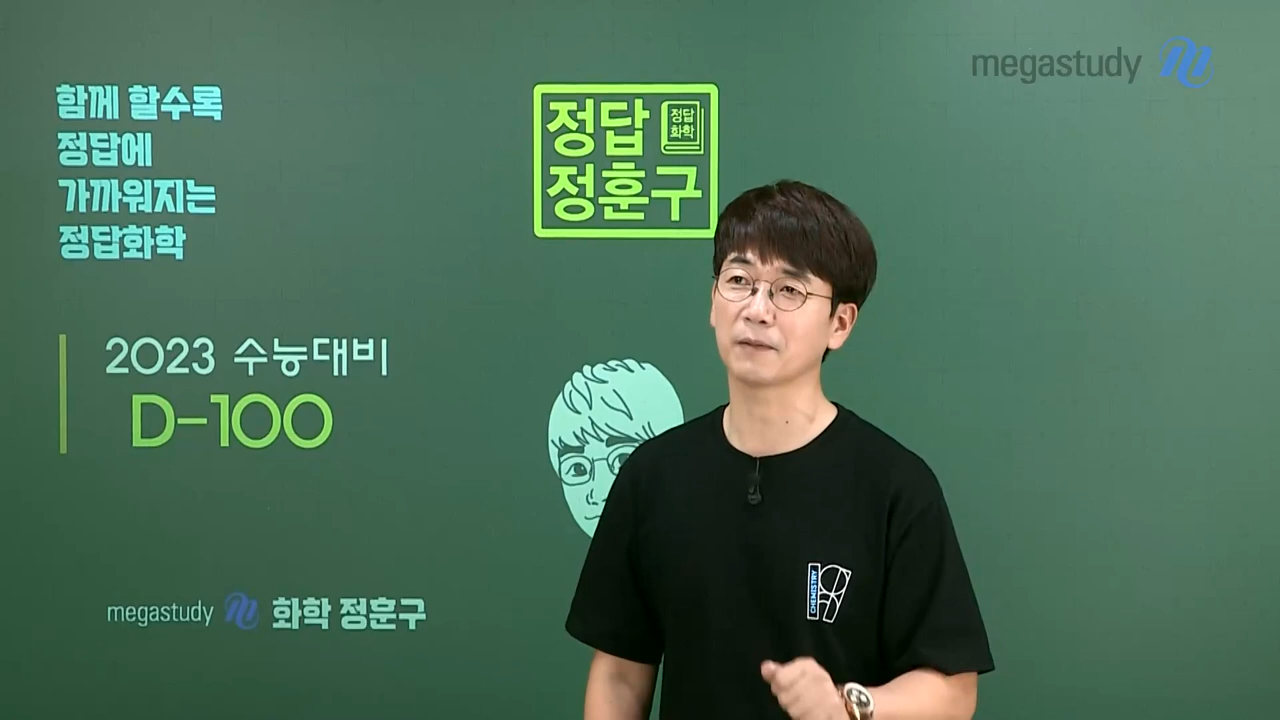 함께 할수록
정답에
가까워지는
정답화학
2023 수능대비
D-100
megastudy 화학 정훈구
정답
정답
화학
정훈구
megastudy
CHEMISTRY